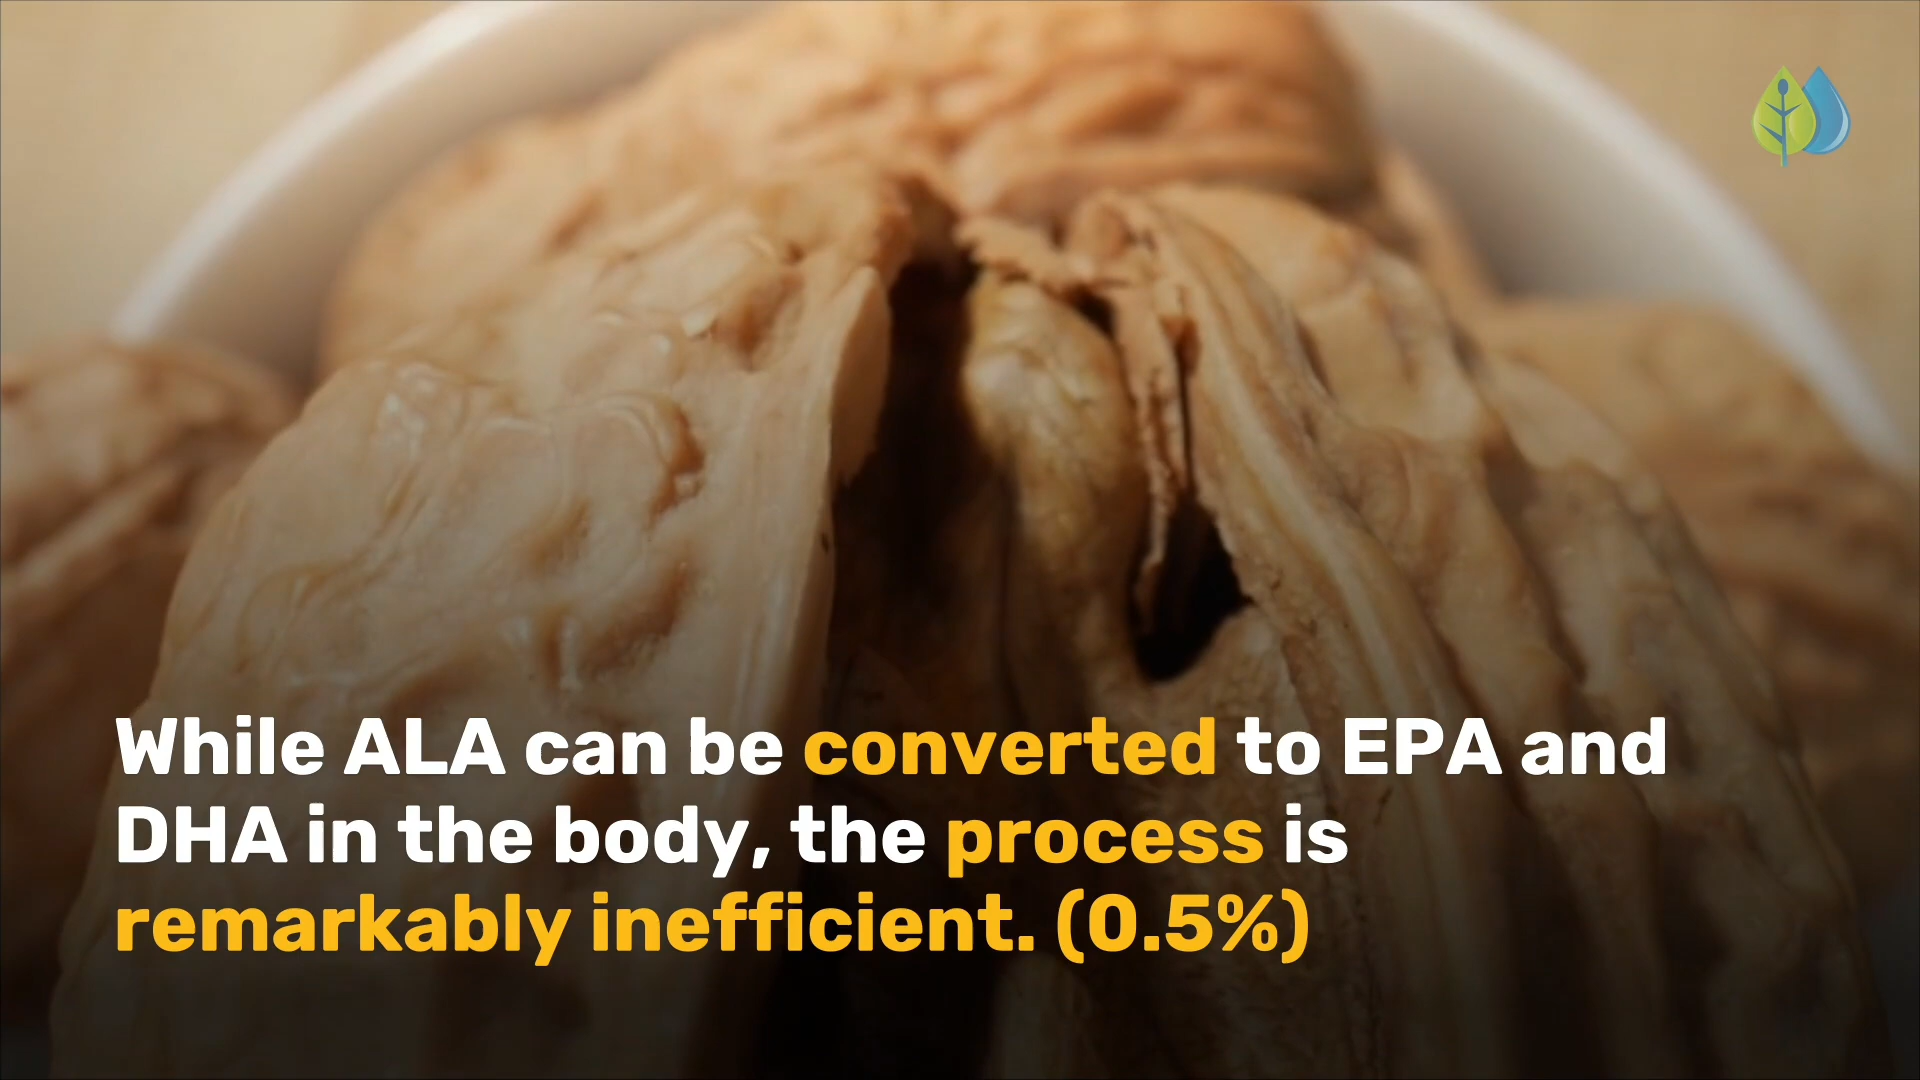 While ALA can be converted to EPA and
DHA in the body, the process is
remarkably inefficient. (0.5%)